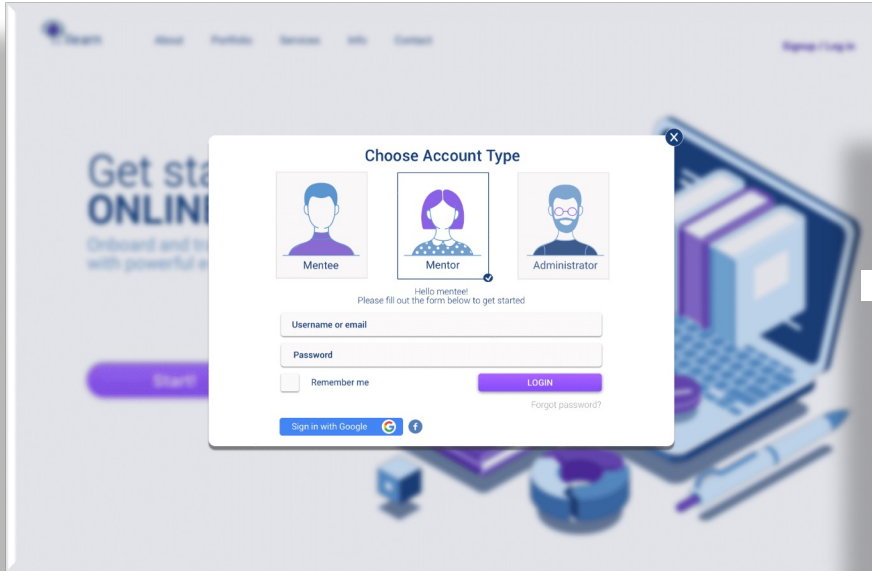 learn
About Portfolio Services Info Contact
Signup / Log in
Choose Account Type
Get sta
ONLIN
Onboard and tra
with powerful e
Mentee
Mentor
Administrator
Hello mentee!
Please fill out the form below to get started
Username or email
Password
Remember me
LOGIN
Forgot password?
Start!
Sign in with Google